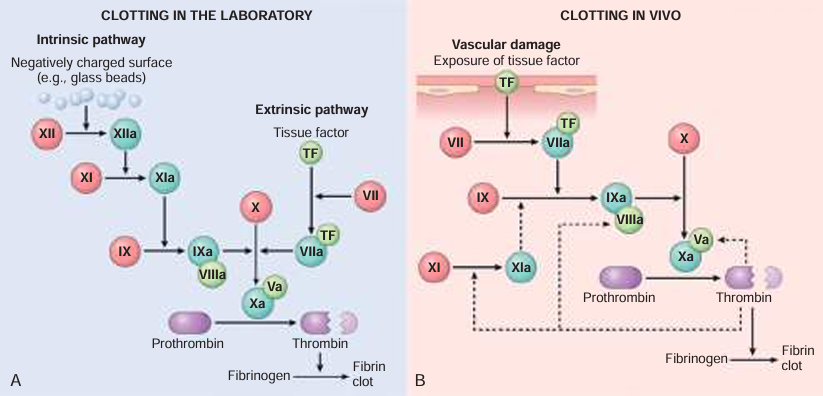 CLOTTING IN THE LABORATORY
Intrinsic pathway
Negatively charged surface
(e.g., glass beads)
XII
XIIa
XI
XIa
IX
IXa
VIIIa
Extrinsic pathway
Tissue factor
TF
VII
X
TF
VIIa
Va
Xa
Prothrombin
Thrombin
Fibrinogen
Fibrin
clot
A
CLOTTING IN VIVO
Vascular damage
Exposure of tissue factor
TF
TF
VII
VIIa
X
IX
IXa
VIIIa
XI
XIa
Va
Xa
Prothrombin
Thrombin
Fibrinogen
Fibrin
clot
B